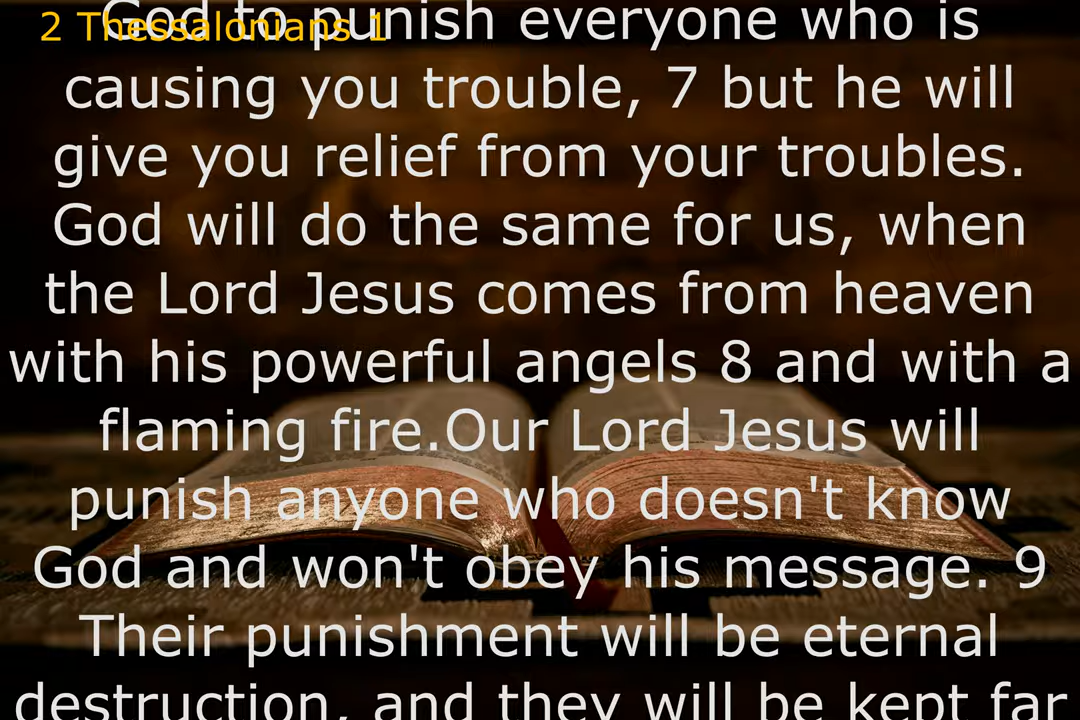 2 Thessalonians 1
God to punish everyone who is
causing you trouble, 7 but he will
give you relief from your troubles.
God will do the same for us, when
the Lord Jesus comes from heaven
with his powerful angels 8 and with a
flaming fire.Our Lord Jesus will
punish anyone who doesn't know
God and won't obey his message. 9
Their punishment will be eternal
destruction, and they will be kept far